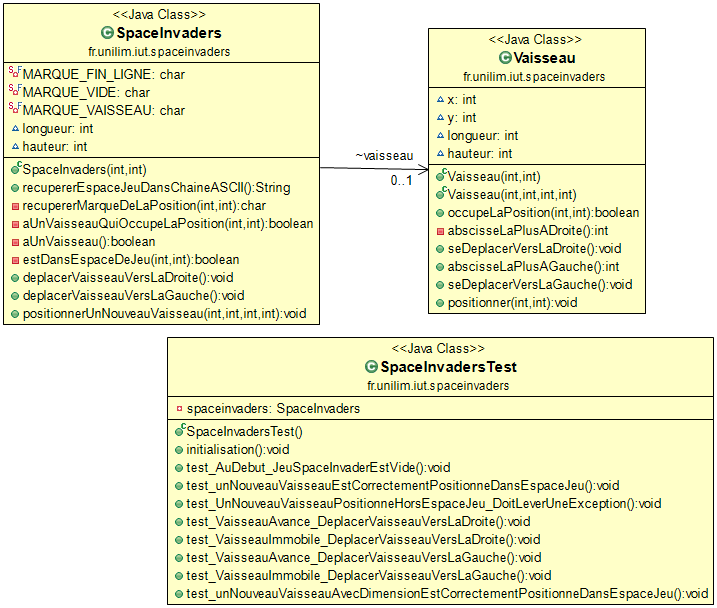 <<Java Class>>
SpaceInvaders
fr.unilim.iut.spaceinvaders
MARQUE_FIN_LIGNE: char
MARQUE_VIDE: char
MARQUE_VAISSEAU: char
longueur: int
hauteur: int
SpaceInvaders(int,int)
recupererEspaceJeuDansChaineASCII():String
recupererMarqueDeLaPosition(int,int):char
aUnVaisseauQuiOccupeLaPosition(int,int):boolean
aUnVaisseau():boolean
estDansEspaceDeJeu(int,int):boolean
deplacerVaisseauVersLaDroite():void
deplacerVaisseauVersLaGauche():void
positionnerUnNouveauVaisseau(int,int,int,int):void
~vaisseau
0..1
<<Java Class>>
Vaisseau
fr.unilim.iut.spaceinvaders
x: int
y: int
longueur: int
hauteur: int
Vaisseau(int,int)
Vaisseau(int,int,int,int)
occupeLaPosition(int,int):boolean
abscisseLaPlusADroite():int
seDeplacerVersLaDroite():void
abscisseLaPlusAGauche():int
seDeplacerVersLaGauche():void
positionner(int,int):void
<<Java Class>>
SpaceInvadersTest
fr.unilim.iut.spaceinvaders
spaceinvaders: SpaceInvaders
SpaceInvadersTest()
initialisation():void
test_AuDebut_JeuSpaceInvaderEstVide():void
test_unNouveauVaisseauEstCorrectementPositionneDansEspaceJeu():void
test_UnNouveauVaisseauPositionneHorsEspaceJeu_DoitLeverUneException():void
test_VaisseauAvance_DeplacerVaisseauVersLaDroite():void
test_VaisseauImmobile_DeplacerVaisseauVersLaDroite():void
test_VaisseauAvance_DeplacerVaisseauVersLaGauche():void
test_VaisseauImmobile_DeplacerVaisseauVersLaGauche():void
test_unNouveauVaisseauAvecDimensionEstCorrectementPositionneDansEspaceJeu():void